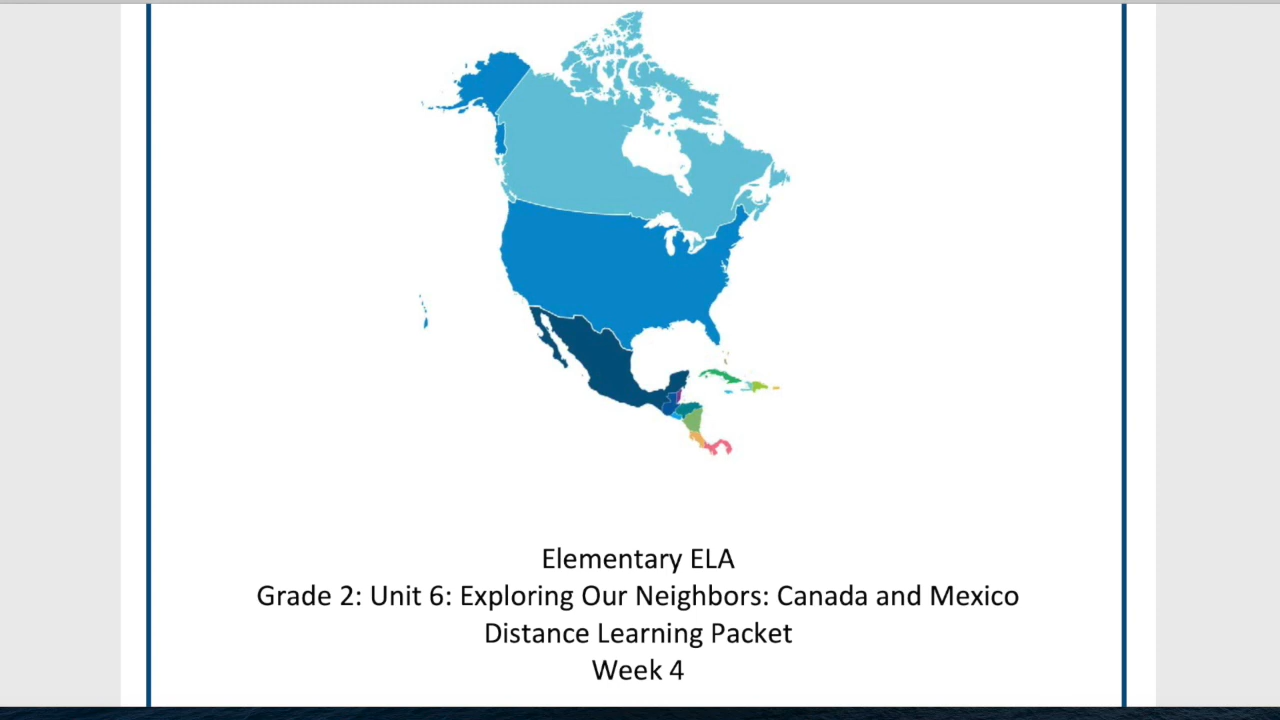 Elementary ELA
Grade 2: Unit 6: Exploring Our Neighbors: Canada and Mexico
Distance Learning Packet
Week 4